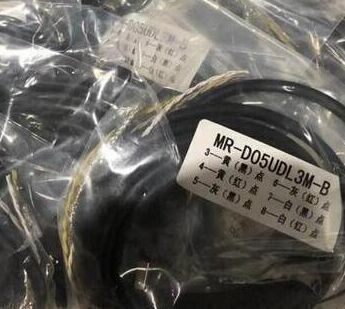 MR-D05UDL3M-B
3—黄(黑)点 6—灰(红)点
4—黄(红)点 7—白(黑)点
5—灰(黑)点 8—白(红)点